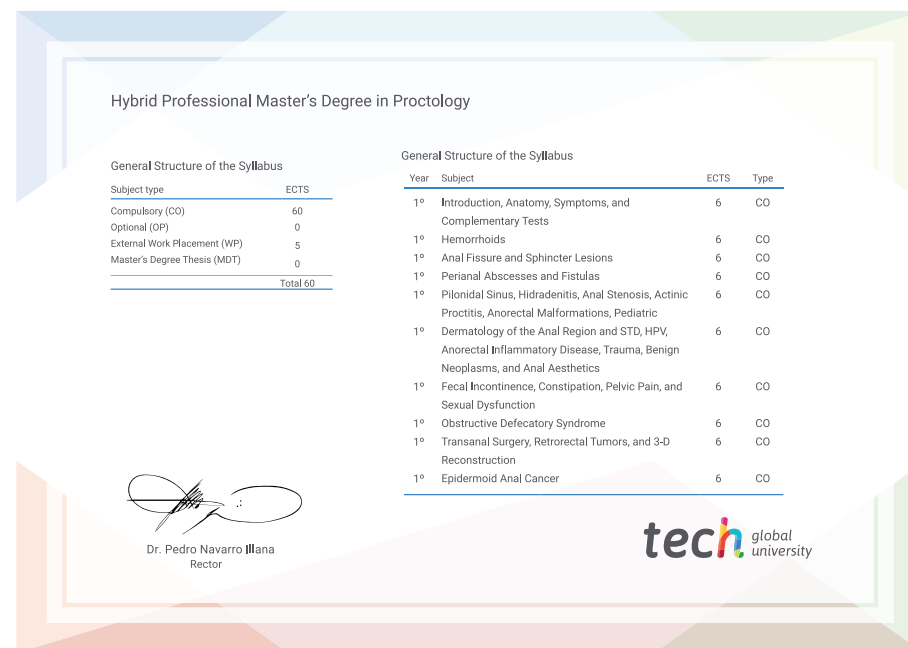 Hybrid Professional Master's Degree in Proctology
General Structure of the Syllabus
Subject type ECTS
Compulsory (CO) 60
Optional (OP) 0
External Work Placement (WP) 5
Master's Degree Thesis (MDT) 0
Total 60
General Structure of the Syllabus
Year Subject ECTS Type
1º Introduction, Anatomy, Symptoms, and 6 CO
Complementary Tests
1º Hemorrhoids 6 CO
1º Anal Fissure and Sphincter Lesions 6 CO
1º Perianal Abscesses and Fistulas 6 CO
1º Pilonidal Sinus, Hidradenitis, Anal Stenosis, Actinic 6 CO
Proctitis, Anorectal Malformations, Pediatric
1º Dermatology of the Anal Region and STD, HPV, 6 CO
Anorectal Inflammatory Disease, Trauma, Benign
Neoplasms, and Anal Aesthetics
1º Fecal Incontinence, Constipation, Pelvic Pain, and 6 CO
Sexual Dysfunction
1º Obstructive Defecatory Syndrome 6 CO
1º Transanal Surgery, Retrorectal Tumors, and 3-D 6 CO
Reconstruction
1º Epidermoid Anal Cancer 6 CO
Dr. Pedro Navarro Illana
Rector
tech global
university